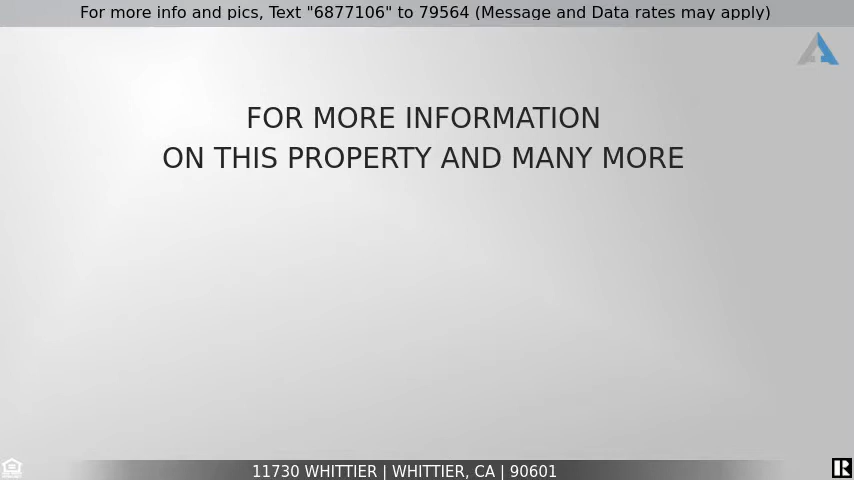 For more info and pics, Text "6877106" to 79564 (Message and Data rates may apply)
FOR MORE INFORMATION
ON THIS PROPERTY AND MANY MORE
11730 WHITTIER | WHITTIER, CA | 90601